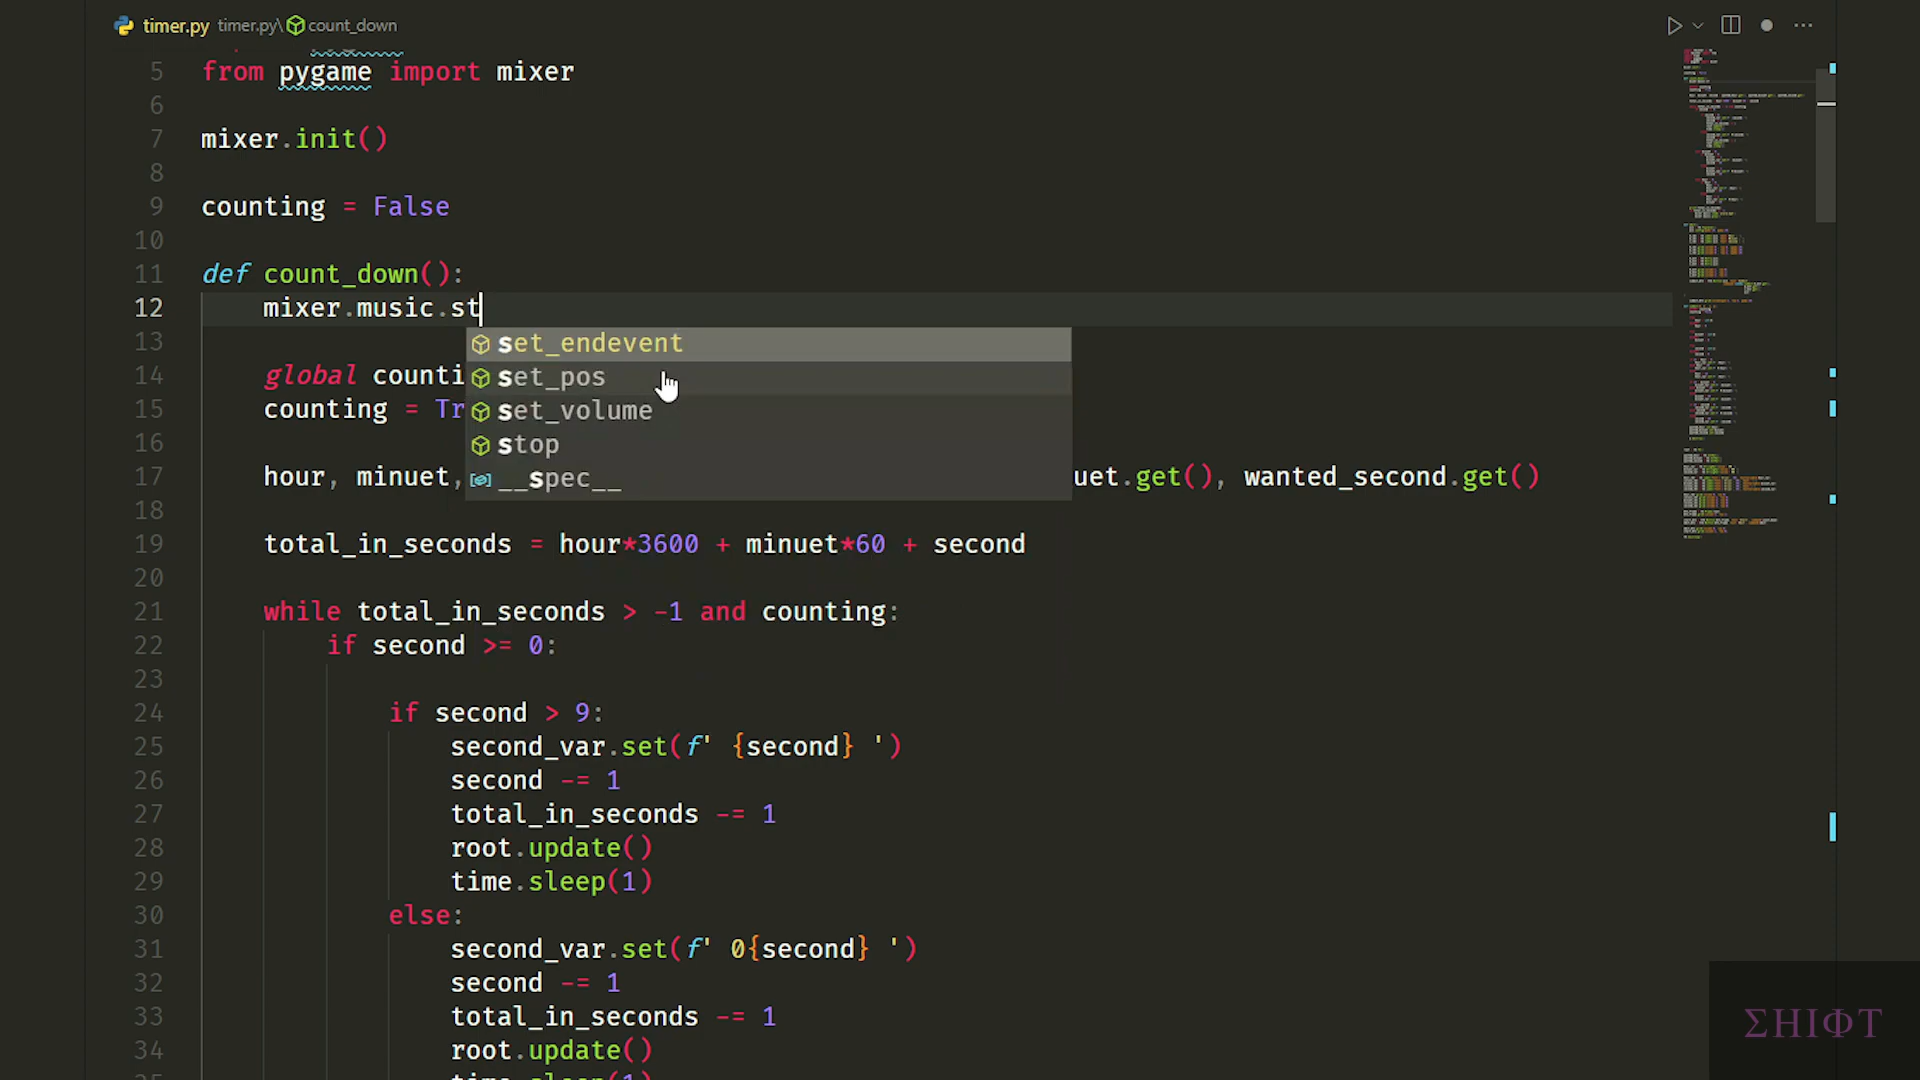 timer.py timer.py\ count_down
5 from pygame import mixer
6
7 mixer.init()
8
9 counting = False
10
11 def count_down():
12     mixer.music.st
set_endevent
13
set_pos
14     global counti
set_volume
15     counting = Tr
stop
16
17     hour, minuet, __spec__ uet.get(), wanted_second.get()
18
19     total_in_seconds = hour*3600 + minuet*60 + second
20
21     while total_in_seconds > -1 and counting:
22         if second >= 0:
23
24             if second > 9:
25                 second_var.set(f' {second} ')
26                 second -= 1
27                 total_in_seconds -= 1
28                 root.update()
29                 time.sleep(1)
30             else:
31                 second_var.set(f' 0{second} ')
32                 second -= 1
33                 total_in_seconds -= 1
34                 root.update()
ΣHIΦT